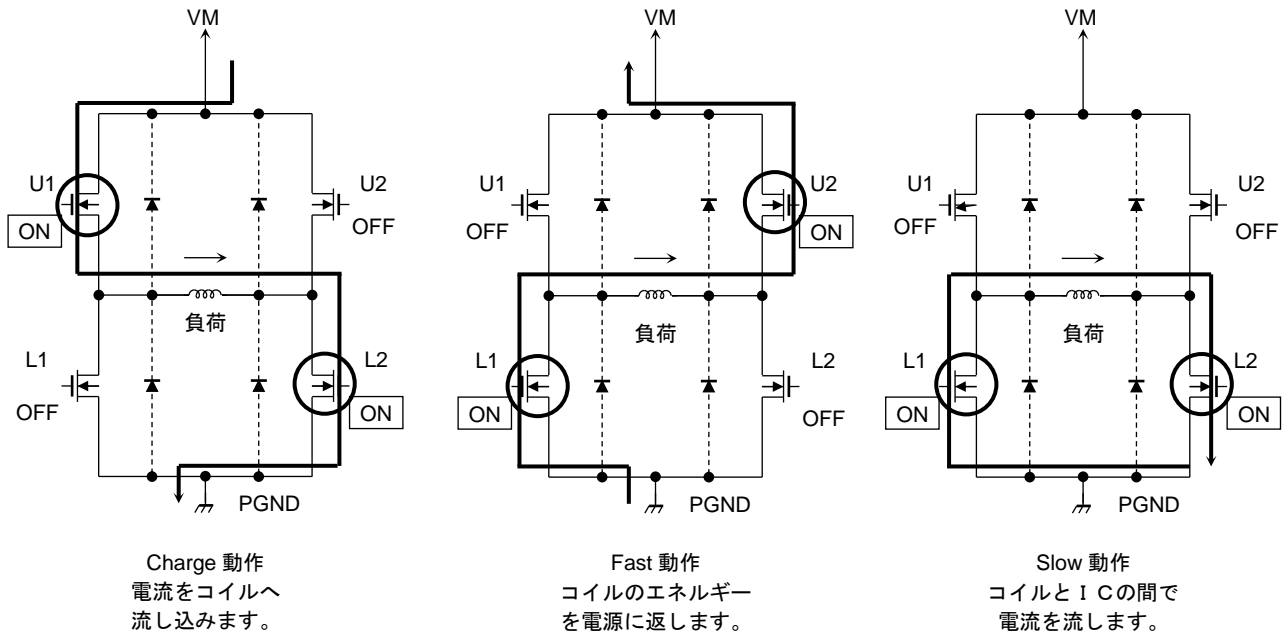 VM
U1
ON
U2
OFF
負荷
L1
OFF
L2
ON
PGND
Charge 動作
電流をコイルへ
流し込みます。
VM
U1
OFF
U2
ON
負荷
L1
ON
L2
OFF
PGND
Fast 動作
コイルのエネルギー
を電源に返します。
VM
U1
OFF
U2
OFF
負荷
L1
ON
L2
ON
PGND
Slow 動作
コイルとＩＣの間で
電流を流します。